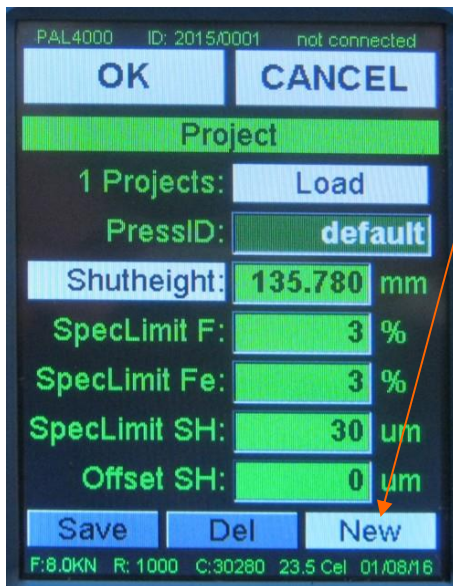 PAL4000 ID: 2015/0001 not connected
OK CANCEL
Project
1 Projects: Load
PressID: default
Shutheight: 135.780 mm
SpecLimit F: 3 %
SpecLimit Fe: 3 %
SpecLimit SH: 30 um
Offset SH: 0 um
Save Del New
F:8.0KN R: 1000 C:30280 23.5 Cel 01/08/16